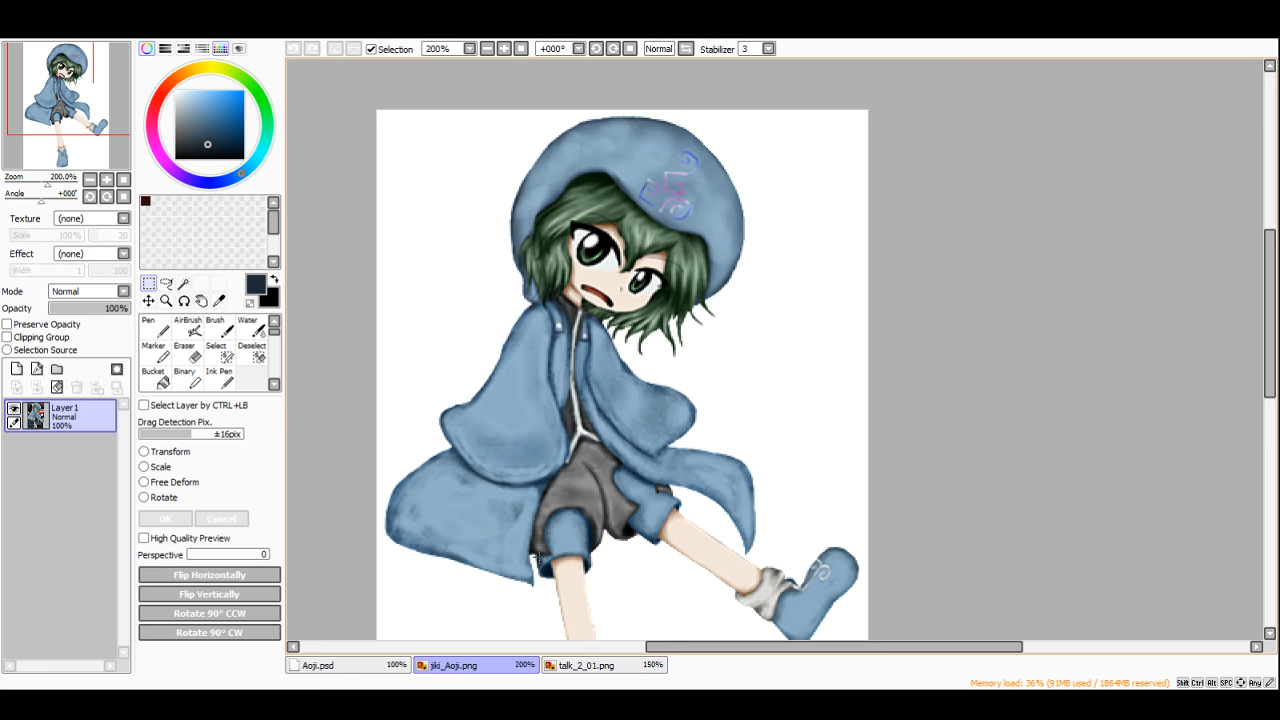 Selection 200% +000° Normal Stabilizer 3
Zoom 200.0%
Angle +000°
Texture (none)
Scale 100% 20
Effect (none)
Width 1 100
Mode Normal
Opacity 100%
Preserve Opacity
Clipping Group
Selection Source
Layer1
Normal
100%
Pen AirBrush Brush Water
Marker Eraser Select Deselect
Bucket Binary Ink Pen
Select Layer by CTRL+LB
Drag Detection Pix.
±16pix
Transform
Scale
Free Deform
Rotate
OK Cancel
High Quality Preview
Perspective 0
Flip Horizontally
Flip Vertically
Rotate 90° CCW
Rotate 90° CW
Aoji.psd 100% jiki_Aoji.png 200% talk_2_01.png 150%
Memory load: 36% (91MB used / 1864MB reserved) Shift Ctrl Alt SPC Any